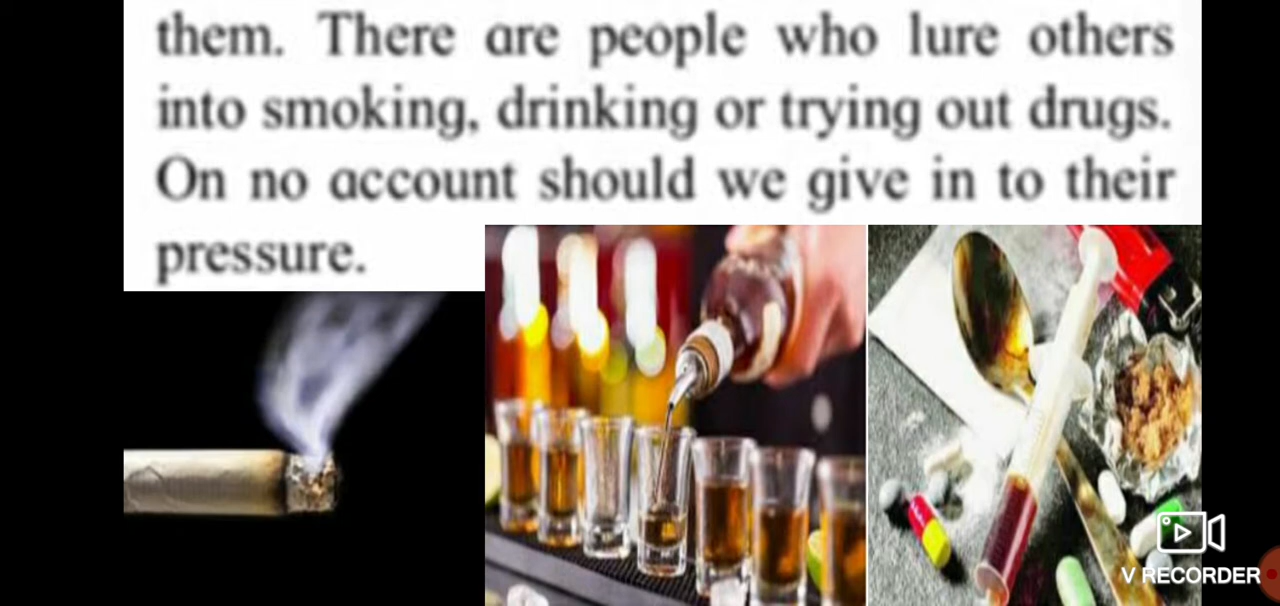 them. There are people who lure others
into smoking, drinking or trying out drugs.
On no account should we give in to their
pressure.
V RECORDER